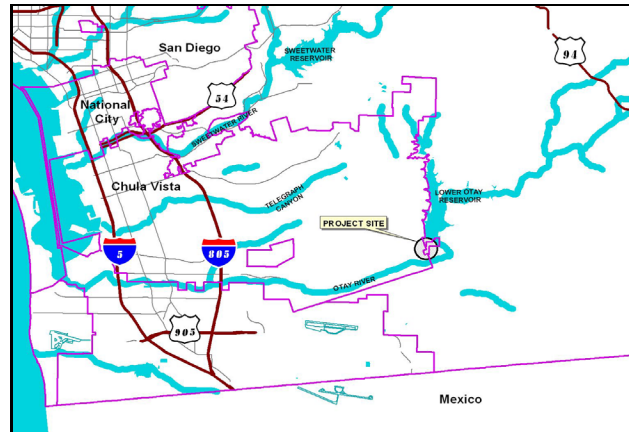 San Diego
SWEETWATER
RESERVOIR
94
54
National
City
SWEETWATER RIVER
Chula Vista
TELEGRAPH
CANYON
LOWER OTAY
RESERVOIR
PROJECT SITE
5
805
OTAY RIVER
905
Mexico